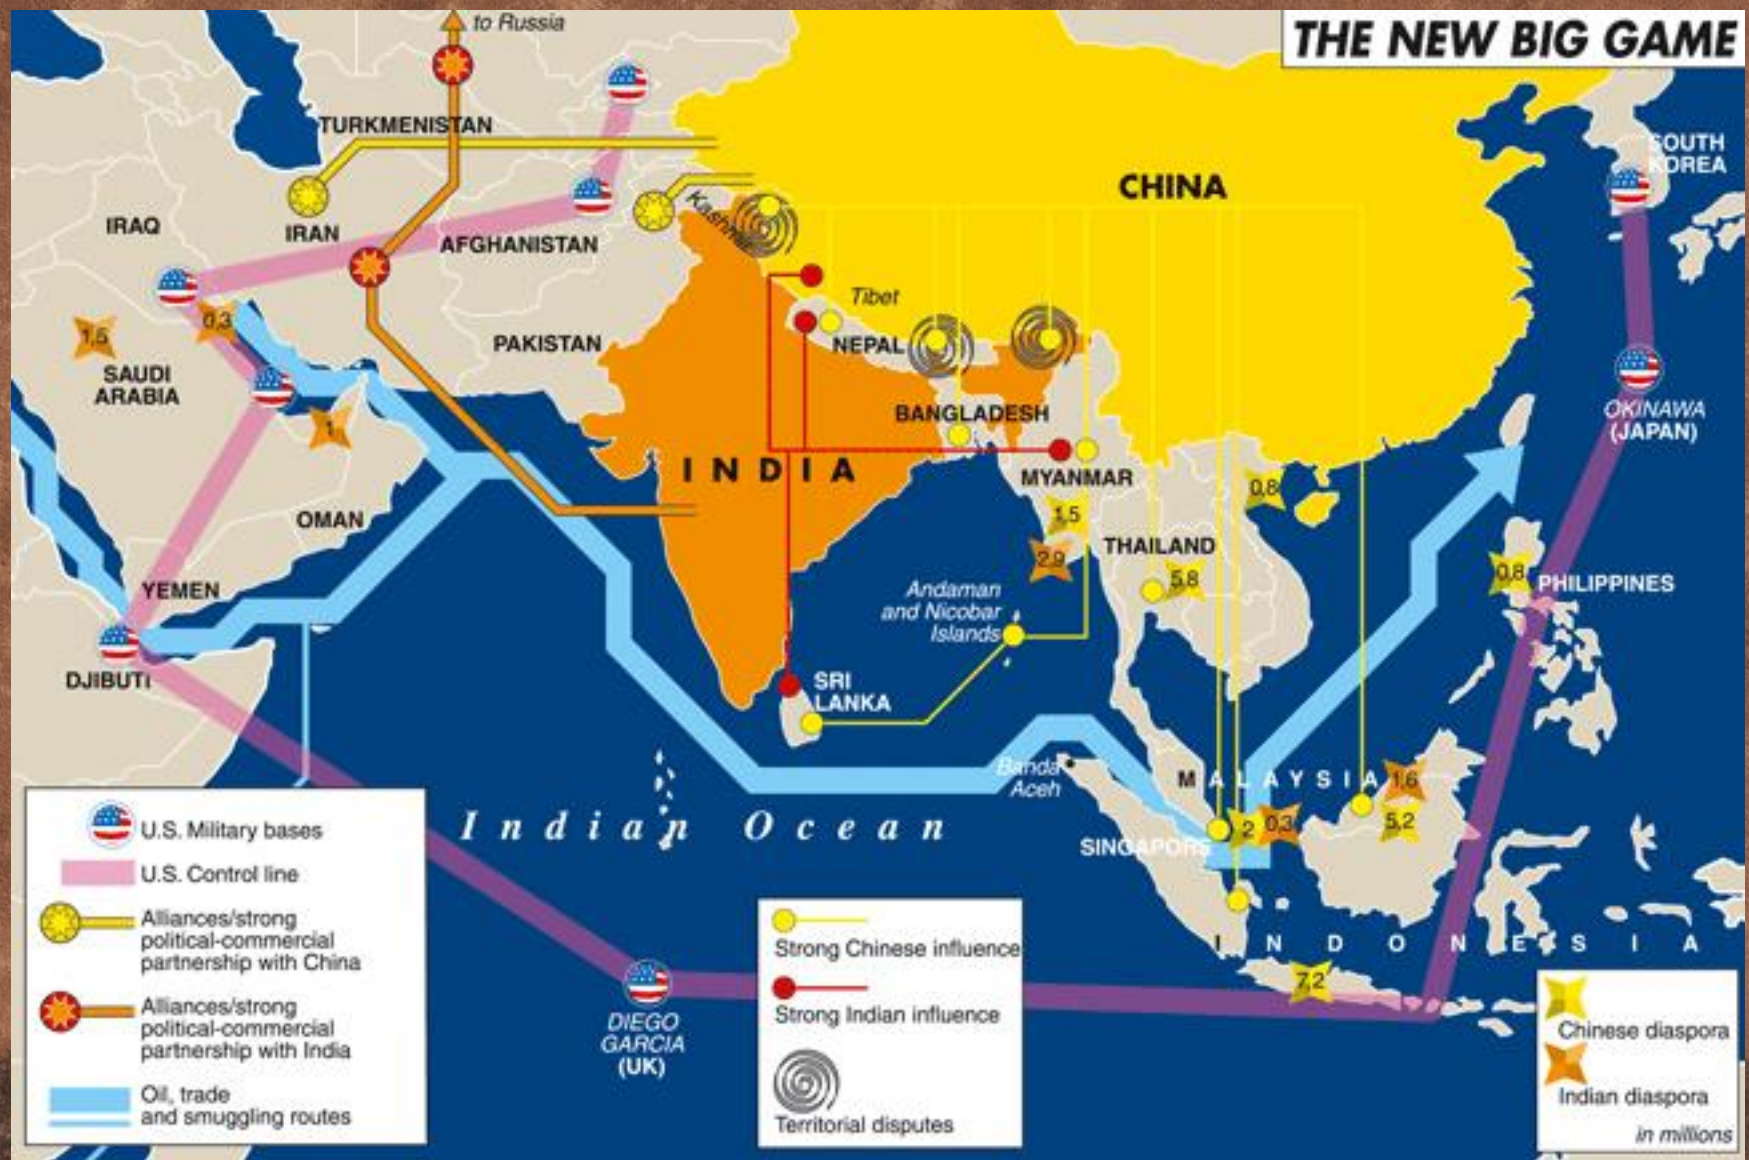 THE NEW BIG GAME
to Russia
TURKMENISTAN
SOUTH
KOREA
CHINA
IRAQ
IRAN
AFGHANISTAN
Kashmir
Tibet
0,3
1,5
PAKISTAN
NEPAL
SAUDI
ARABIA
1
BANGLADESH
OKINAWA
(JAPAN)
INDIA
MYANMAR
0,8
1,5
OMAN
THAILAND
2,9
5,8
0,8
PHILIPPINES
YEMEN
Andaman
and Nicobar
Islands
DJIBUTI
SRI
LANKA
Banda
Aceh
MALAYSIA
1,6
Indian Ocean
2
0,3
5,2
SINGAPORE
INDONESIA
7,2
DIEGO
GARCIA
(UK)
U.S. Military bases
U.S. Control line
Alliances/strong
political-commercial
partnership with China
Alliances/strong
political-commercial
partnership with India
Oil, trade
and smuggling routes
Strong Chinese influence
Strong Indian influence
Territorial disputes
Chinese diaspora
Indian diaspora
in millions